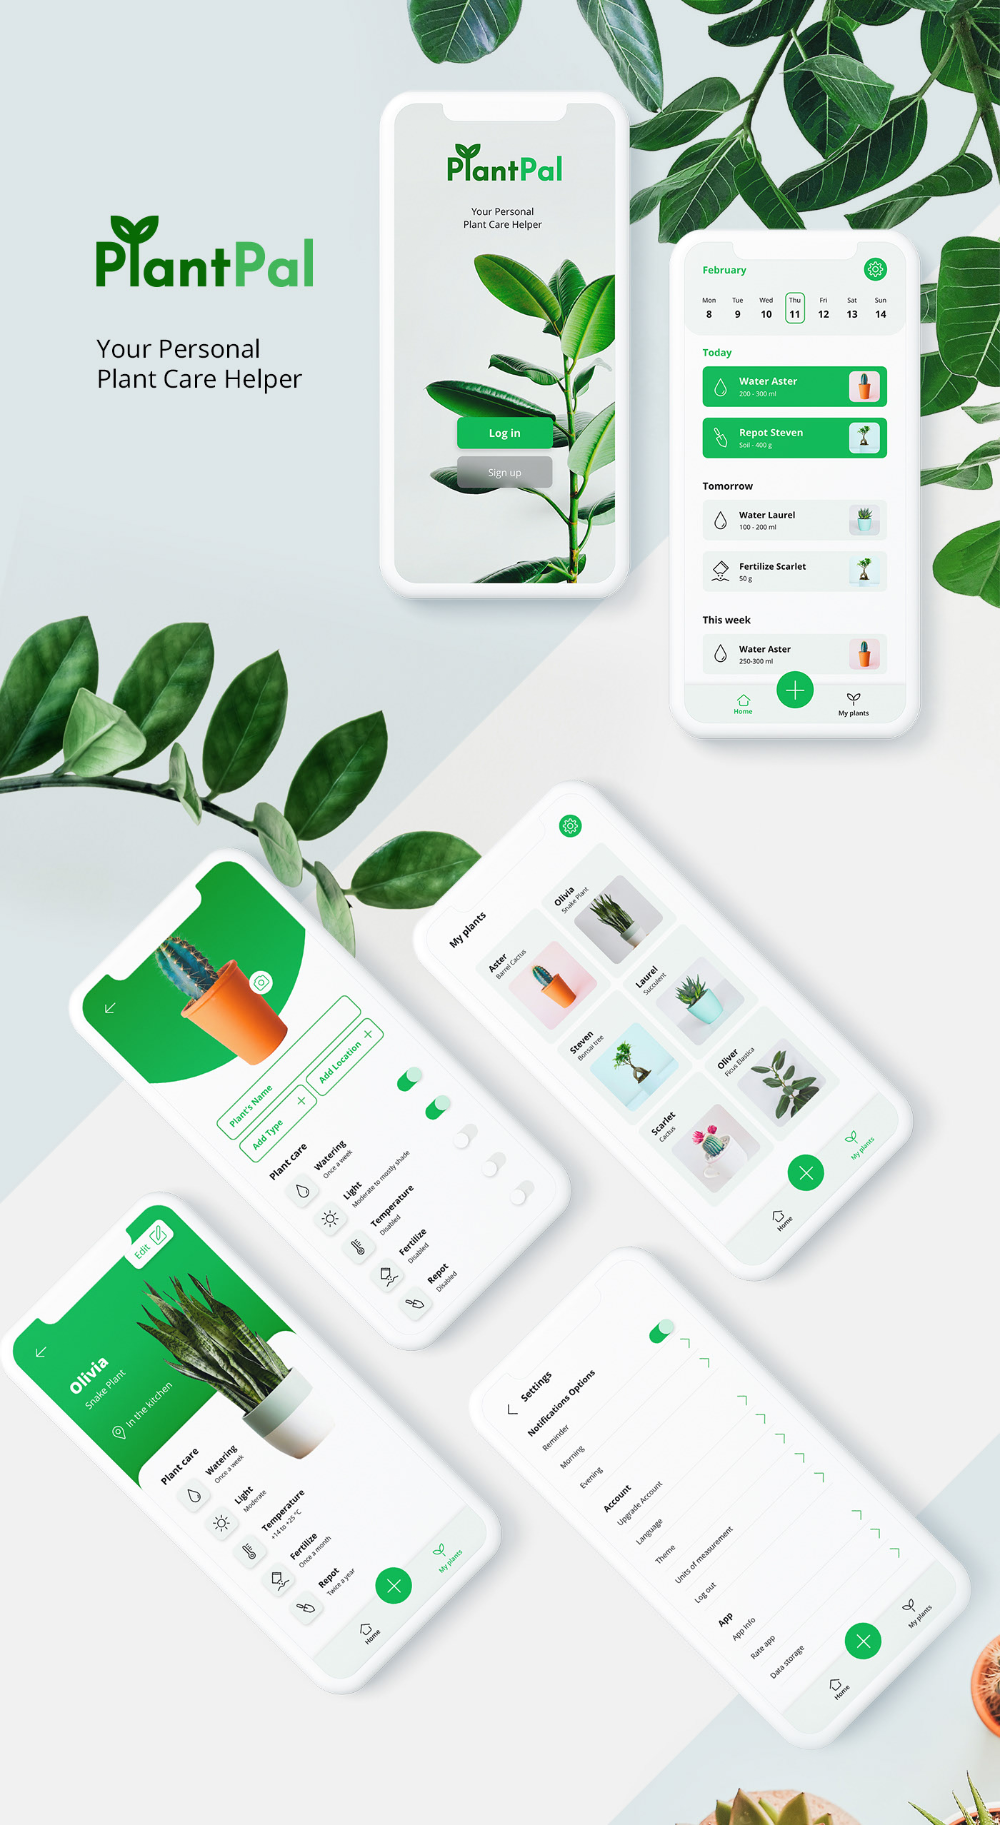 PlantPal
Your Personal
Plant Care Helper
PlantPal
Your Personal
Plant Care Helper
Log in
Sign up
February
Mon Tue Wed Thu Fri Sat Sun
8 9 10 11 12 13 14
Today
Water Aster
200 - 300 ml
Repot Steven
Soil - 400 g
Tomorrow
Water Laurel
100 - 200 ml
Fertilize Scarlet
50 g
This week
Water Aster
250-300 ml
Home
My plants
Plant's Name
Add Type
Add Location
Plant care
Watering
Once a week
Light
Moderate to mostly shade
Temperature
Disabled
Fertilize
Disabled
Repot
Disabled
My plants
Aster
Barrel Cactus
Olivia
Snake Plant
Steven
Bonsai tree
Laurel
Succulent
Scarlet
Cactus
Oliver
Ficus Elastica
Home
My plants
Edit
Olivia
Snake Plant
In the kitchen
Plant care
Watering
Once a week
Light
Moderate
Temperature
+14 to +25 °C
Fertilize
Once a month
Repot
Twice a year
Home
My plants
Settings
Notifications Options
Reminder
Morning
Evening
Account
Upgrade Account
Language
Theme
Units of measurement
Log out
App
App Info
Rate app
Data storage
Home
My plants